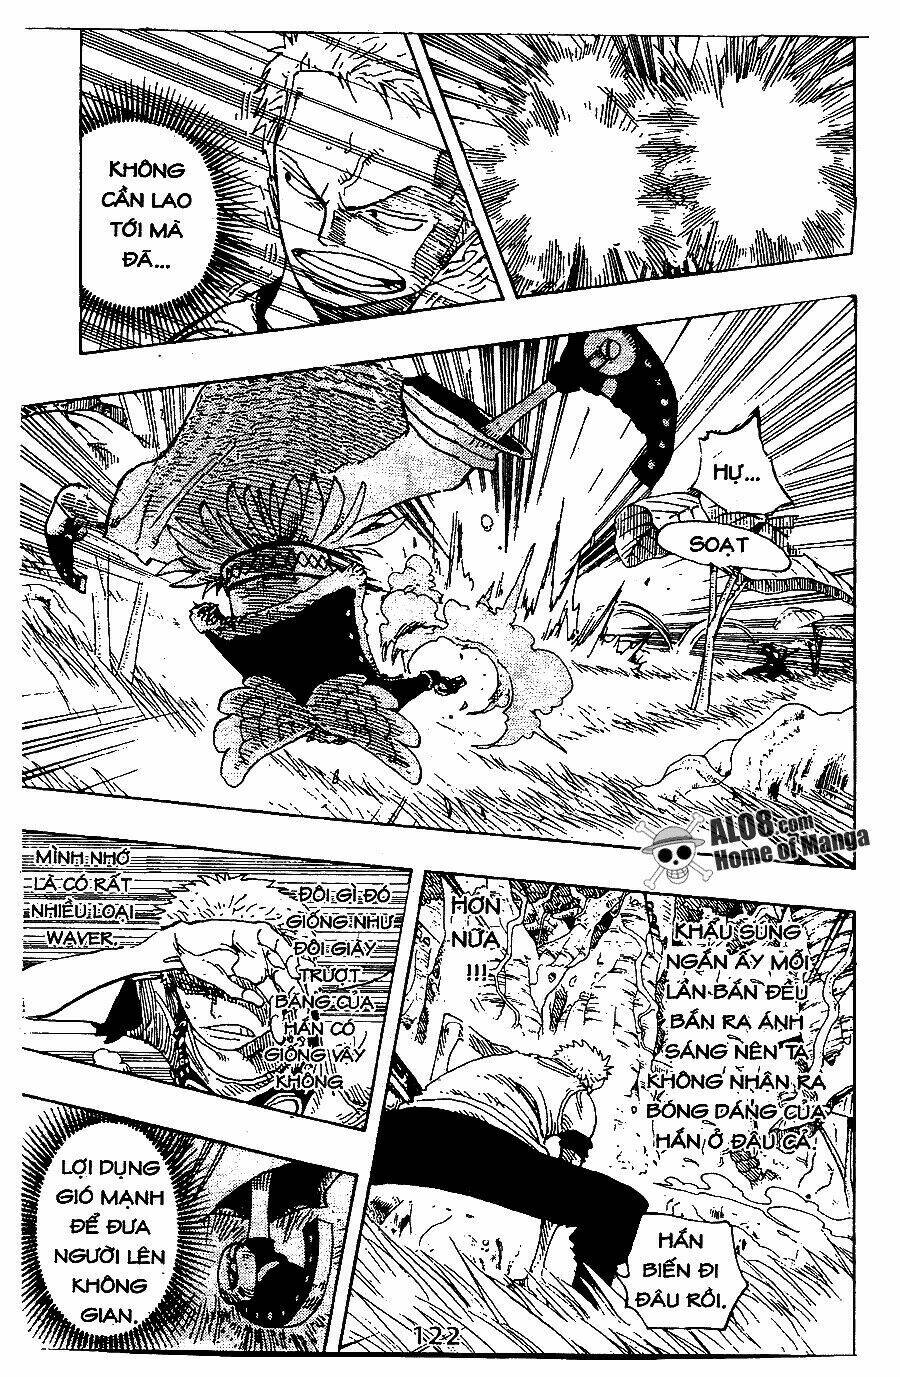 KHÔNG
CẦN LAO
TỚI MÀ
ĐÃ...
HỰ...
SOẠT
AL08.com
Home of Manga
HƠN
NỮA
!!!
KHẨU SÚNG
NGẮN ẤY MỖI
LẦN BẮN ĐỀU
BẮN RA ÁNH
SÁNG NÊN TA
KHÔNG NHẬN RA
BÓNG DÁNG CỦA
HẮN Ở ĐÂU CẢ
HẮN
BIẾN ĐI
ĐÂU RỒI.
MÌNH NHỚ
LÀ CÓ RẤT
NHIỀU LOẠI
WAVER.
ĐÔI GÌ ĐÓ
GIỐNG NHƯ
ĐÔI GIÀY
TRƯỢT
BĂNG CỦA
HẮN CÓ
GIỐNG VẬY
KHÔNG
LỢI DỤNG
GIÓ MẠNH
ĐỂ ĐƯA
NGƯỜI LÊN
KHÔNG
GIAN.
122